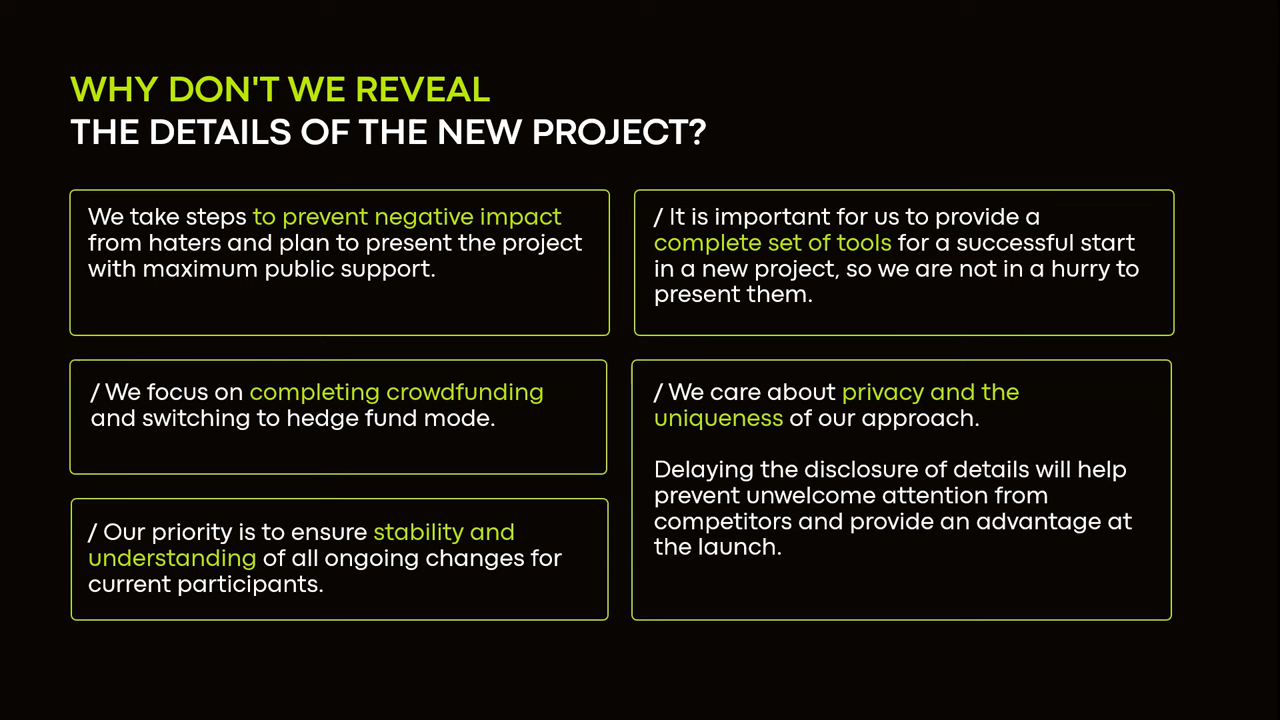 WHY DON'T WE REVEAL
THE DETAILS OF THE NEW PROJECT?
We take steps to prevent negative impact
from haters and plan to present the project
with maximum public support.
/ It is important for us to provide a
complete set of tools for a successful start
in a new project, so we are not in a hurry to
present them.
/ We focus on completing crowdfunding
and switching to hedge fund mode.
/ We care about privacy and the
uniqueness of our approach.
Delaying the disclosure of details will help
prevent unwelcome attention from
competitors and provide an advantage at
the launch.
/ Our priority is to ensure stability and
understanding of all ongoing changes for
current participants.